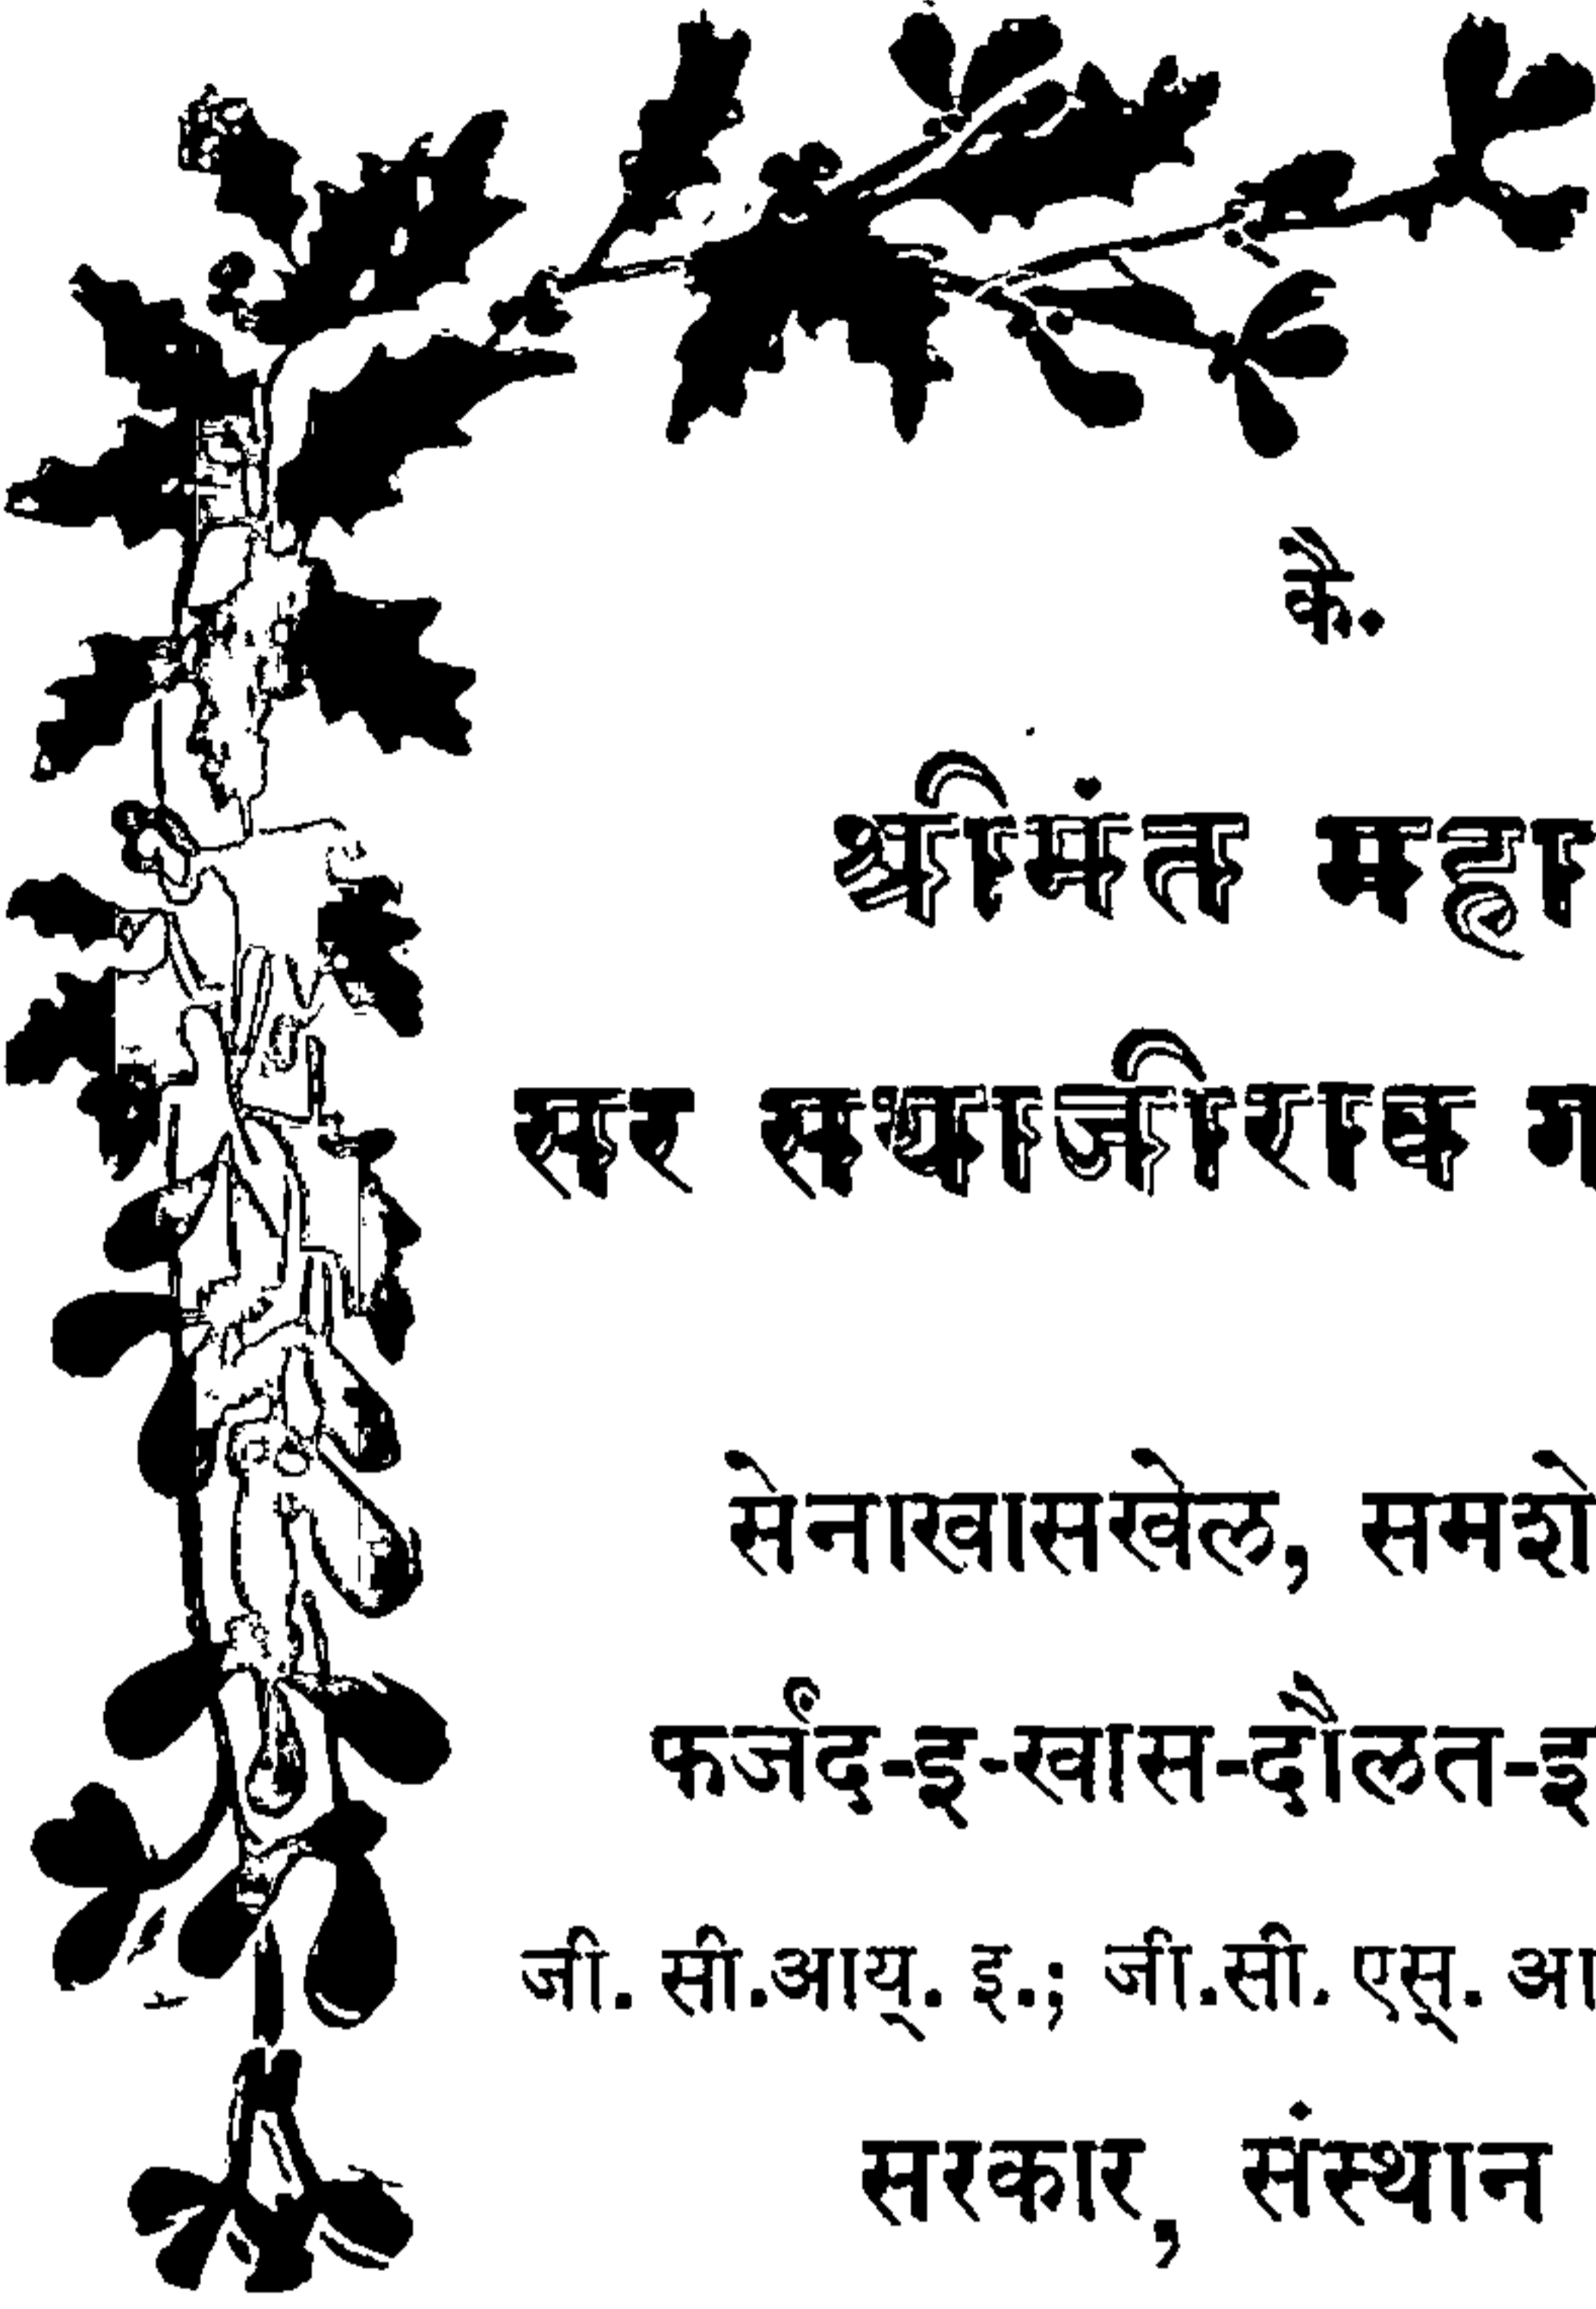 कै.
श्रीमंत महा
सर सयाजीराव ग
सेनाखासखेल, समशे
फर्जंद-इ-खास-दौलत-इ
जी. सी.आय्. इ.; जी.सी. एस्. आ
सरकार, संस्थान